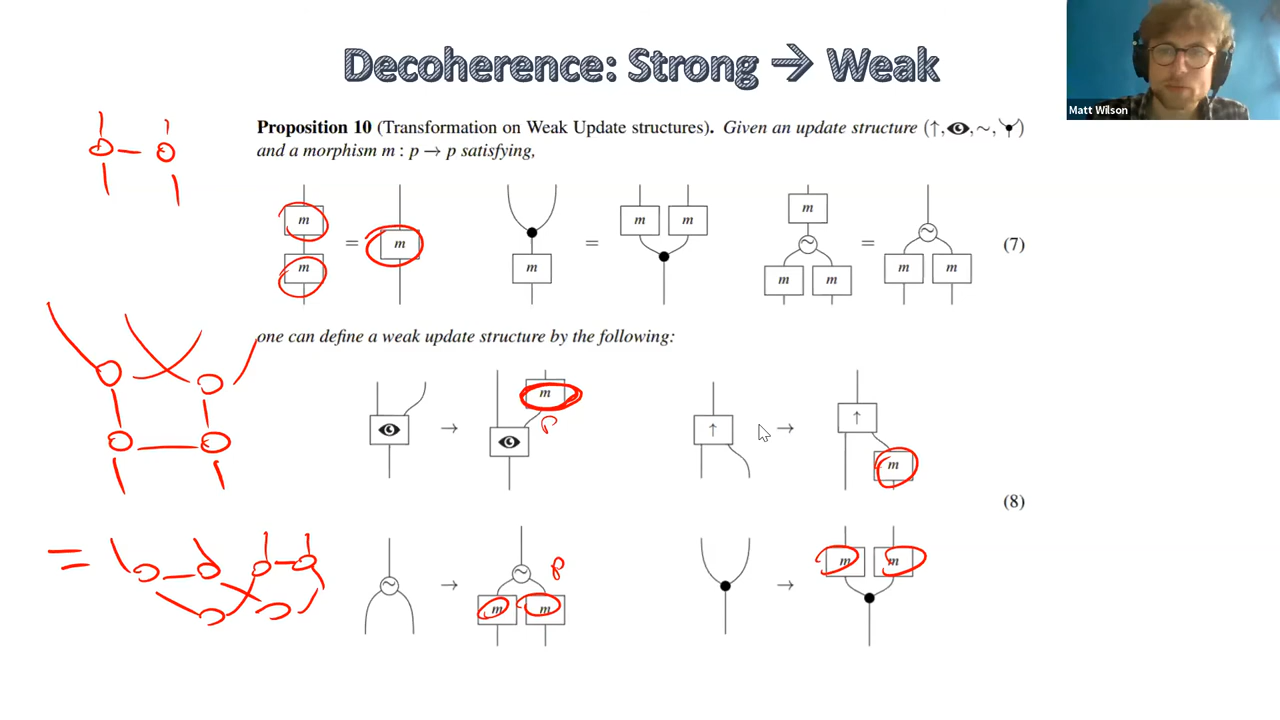 Decoherence: Strong → Weak
Matt Wilson
Proposition 10 (Transformation on Weak Update structures). Given an update structure (↑, 👁, ∼, )
and a morphism m : p → p satisfying,
m
m
=
m
m
=
m m
m
∼
m m
=
∼
m m
(7)
one can define a weak update structure by the following:
👁
→
m
👁
P
↑
→
↑
m
(8)
∼
→
∼
m m
P
→
m m
=